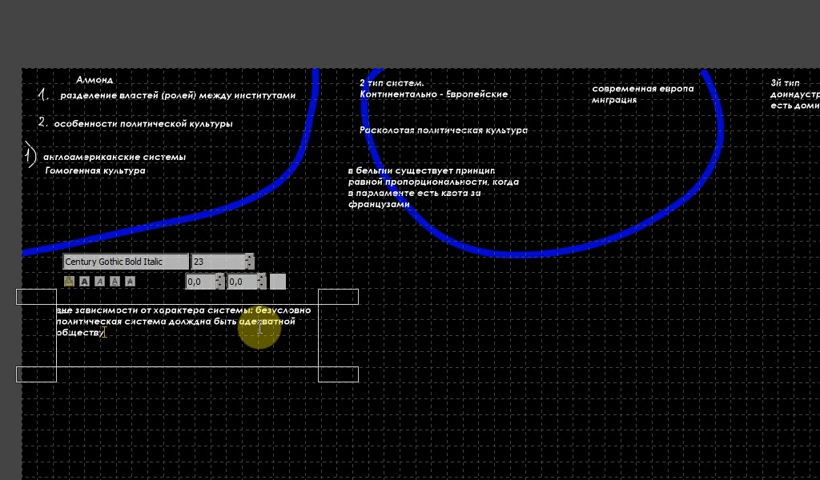 Алмонд
1. разделение властей (ролей) между институтами
2. особенности политической культуры
1) англоамериканские системы
Гомогенная культура
2 тип систем.
Континентально - Европейские
Расколотая политическая культура
в бельгии существует принцип
равной пропорциональности, когда
в парламенте есть квота за
французами
современная европа
миграция
3й тип
доиндустр
есть доми
Century Gothic Bold Italic
23
0,0
0,0
вне зависимости от характера системы: безусловно
политическая система должна быть адекватной
обществу